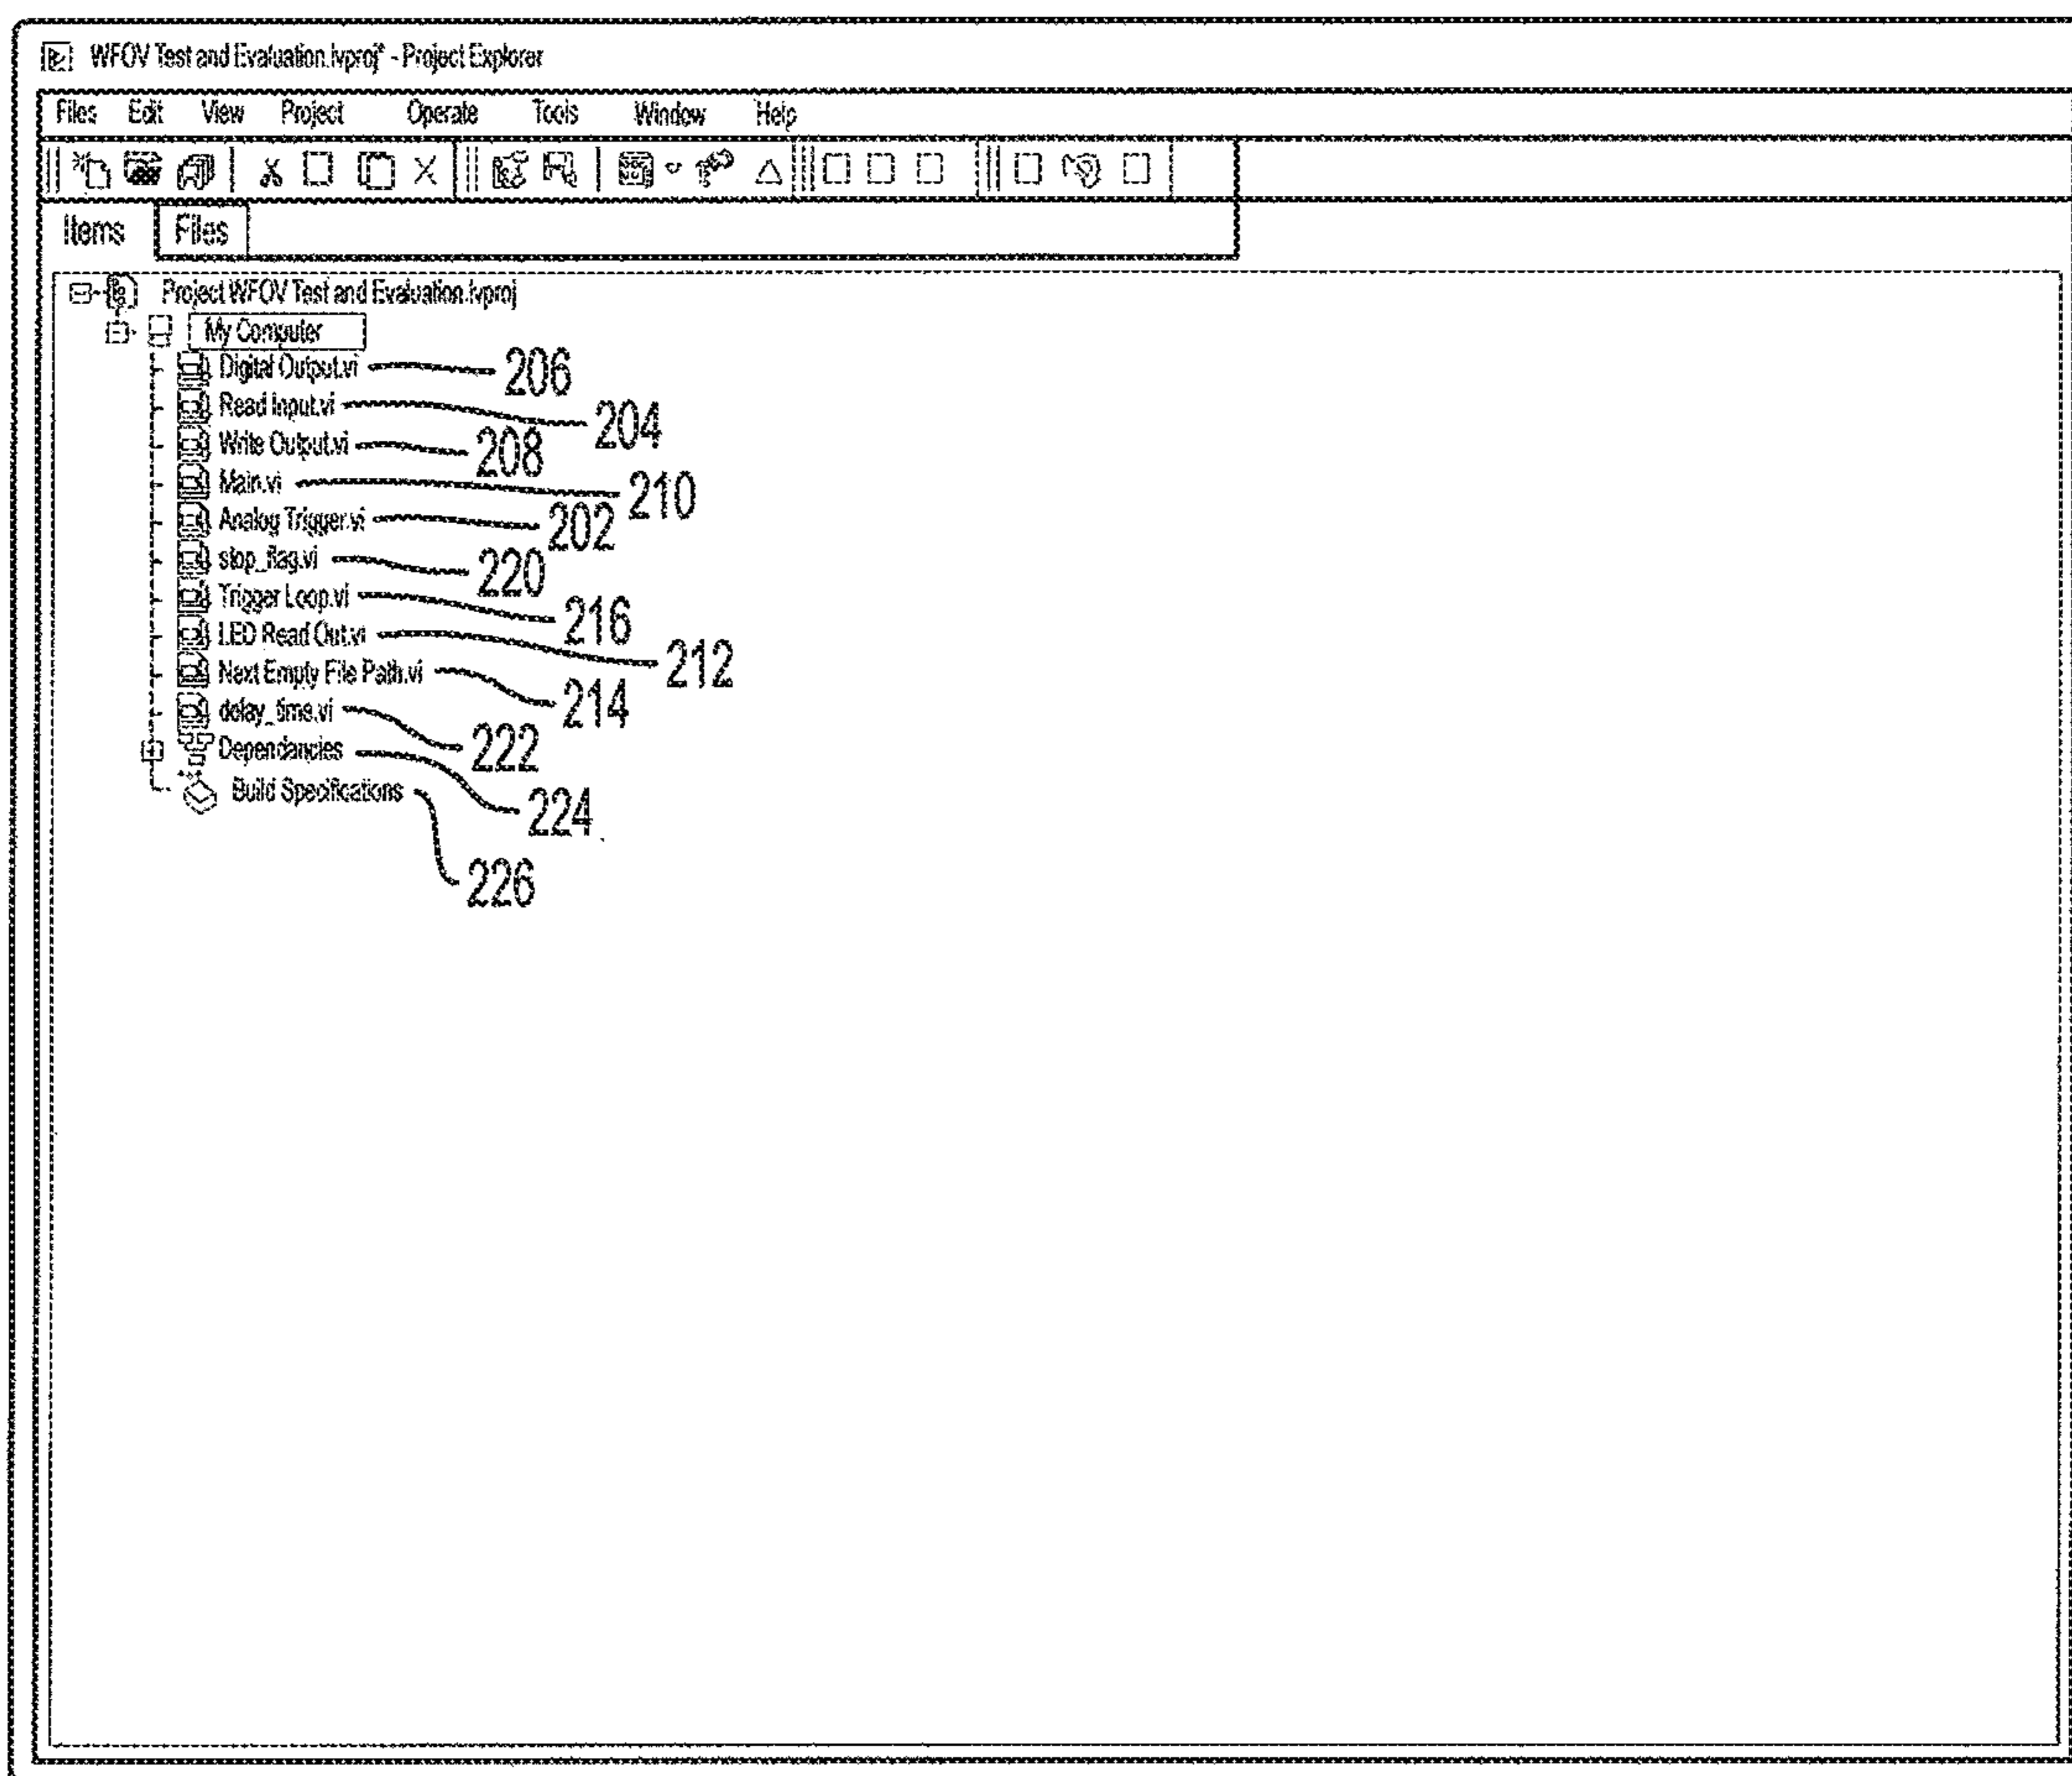 WFOV Test and Evaluation.lvproj* - Project Explorer
Files Edit View Project Operate Tools Window Help
Items Files
Project WFOV Test and Evaluation.lvproj
My Computer
Digital Output.vi 206
Read Input.vi 204
Write Output.vi 208
Main.vi 210
Analog Trigger.vi 202
stop_flag.vi 220
Trigger Loop.vi 216
LED Read Out.vi 212
Next Empty File Path.vi 214
delay_time.vi 222
Dependancies 224
Build Specifications 226